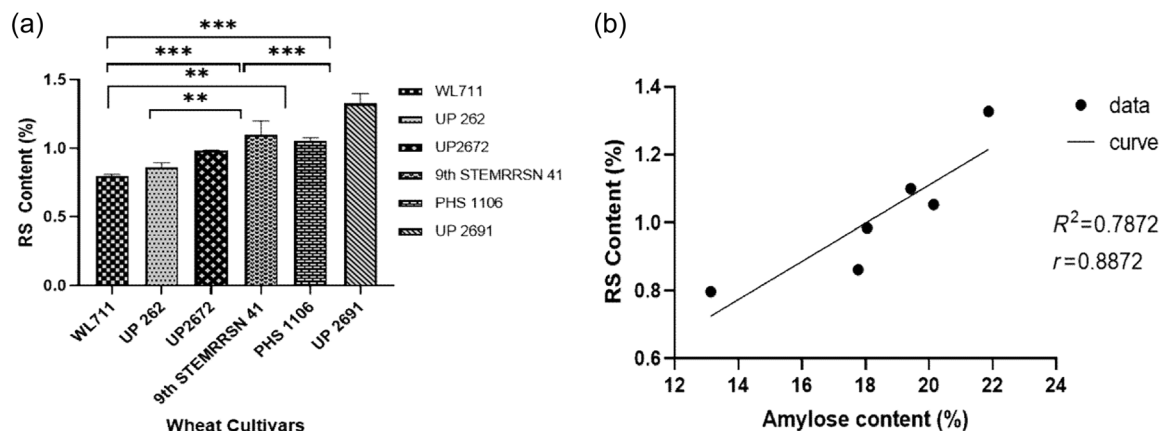 (a)
***
***
***
**
**
1.5
1.0
0.5
0.0
RS Content (%)
WL711
UP 262
UP2672
9th STEMRRSN 41
PHS 1106
UP 2691
Wheat Cultivars
WL711
UP 262
UP2672
9th STEMRRSN 41
PHS 1106
UP 2691
(b)
1.4
1.2
1.0
0.8
0.6
RS Content (%)
12
14
16
18
20
22
24
Amylose content (%)
data
curve
R²=0.7872
r=0.8872